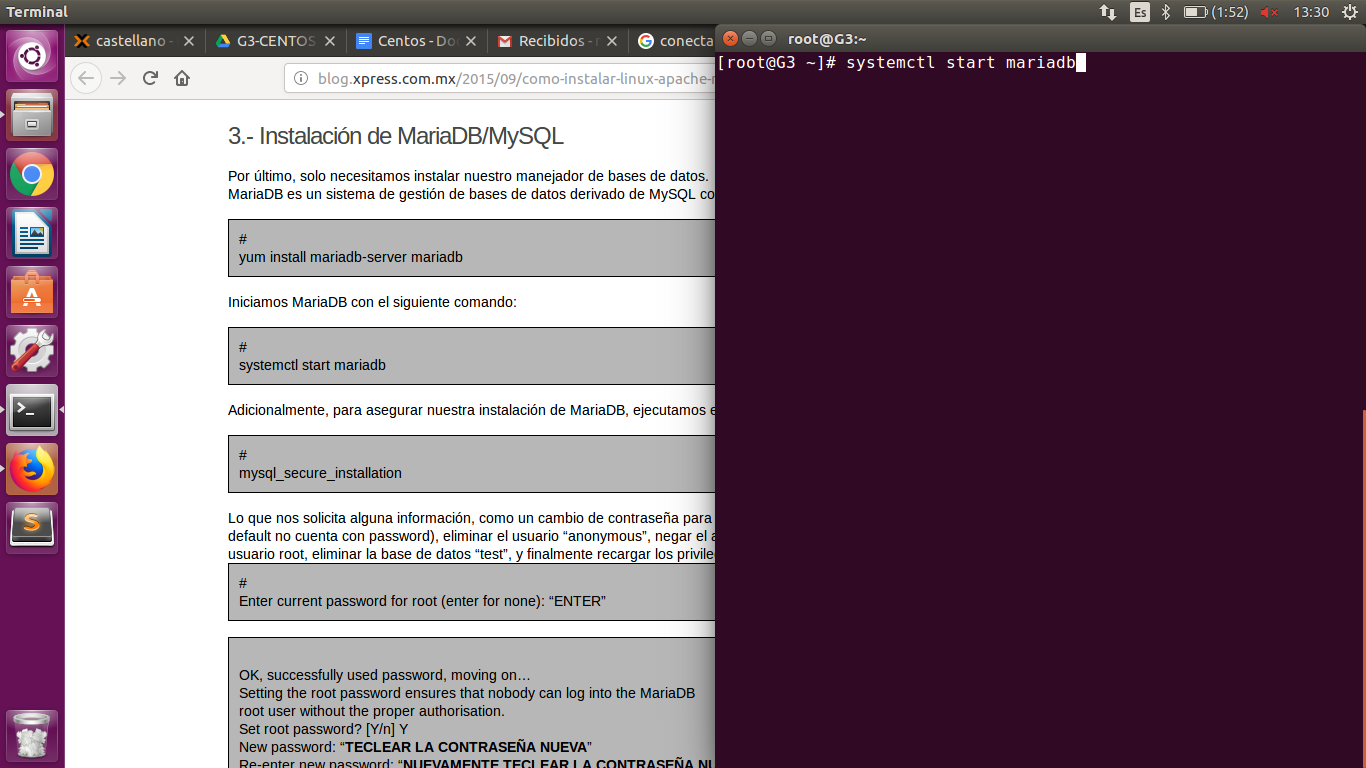 Terminal
Es
(1:52)
13:30
castellano -
G3-CENTOS
Centos - Doc
Recibidos -
conecta
blog.xpress.com.mx/2015/09/como-instalar-linux-apache-
root@G3:~
[root@G3 ~]# systemctl start mariadb
3.- Instalación de MariaDB/MySQL
Por último, solo necesitamos instalar nuestro manejador de bases de datos.
MariaDB es un sistema de gestión de bases de datos derivado de MySQL co
#
yum install mariadb-server mariadb
Iniciamos MariaDB con el siguiente comando:
#
systemctl start mariadb
Adicionalmente, para asegurar nuestra instalación de MariaDB, ejecutamos e
#
mysql_secure_installation
Lo que nos solicita alguna información, como un cambio de contraseña para
default no cuenta con password), eliminar el usuario “anonymous”, negar el a
usuario root, eliminar la base de datos “test”, y finalmente recargar los privile
#
Enter current password for root (enter for none): “ENTER”
OK, successfully used password, moving on…
Setting the root password ensures that nobody can log into the MariaDB
root user without the proper authorisation.
Set root password? [Y/n] Y
New password: “TECLEAR LA CONTRASEÑA NUEVA”
Re-enter new password: “NUEVAMENTE TECLEAR LA CONTRASEÑA NU